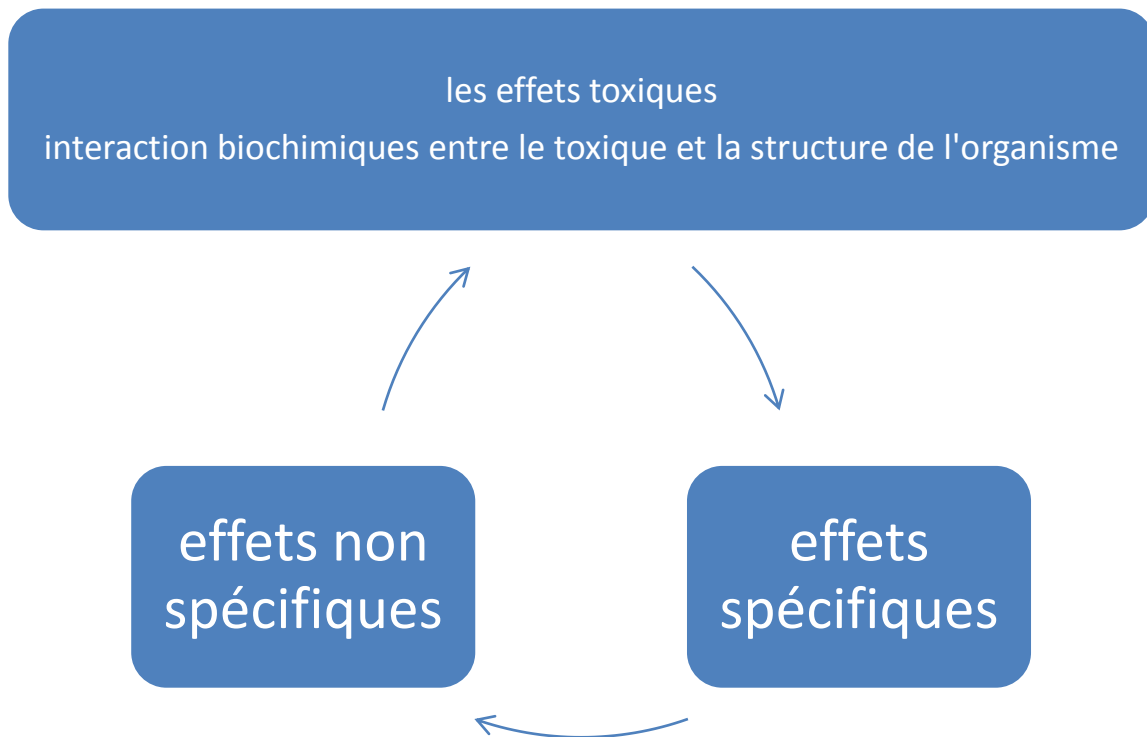 les effets toxiques
interaction biochimiques entre le toxique et la structure de l'organisme
effets non
spécifiques
effets
spécifiques